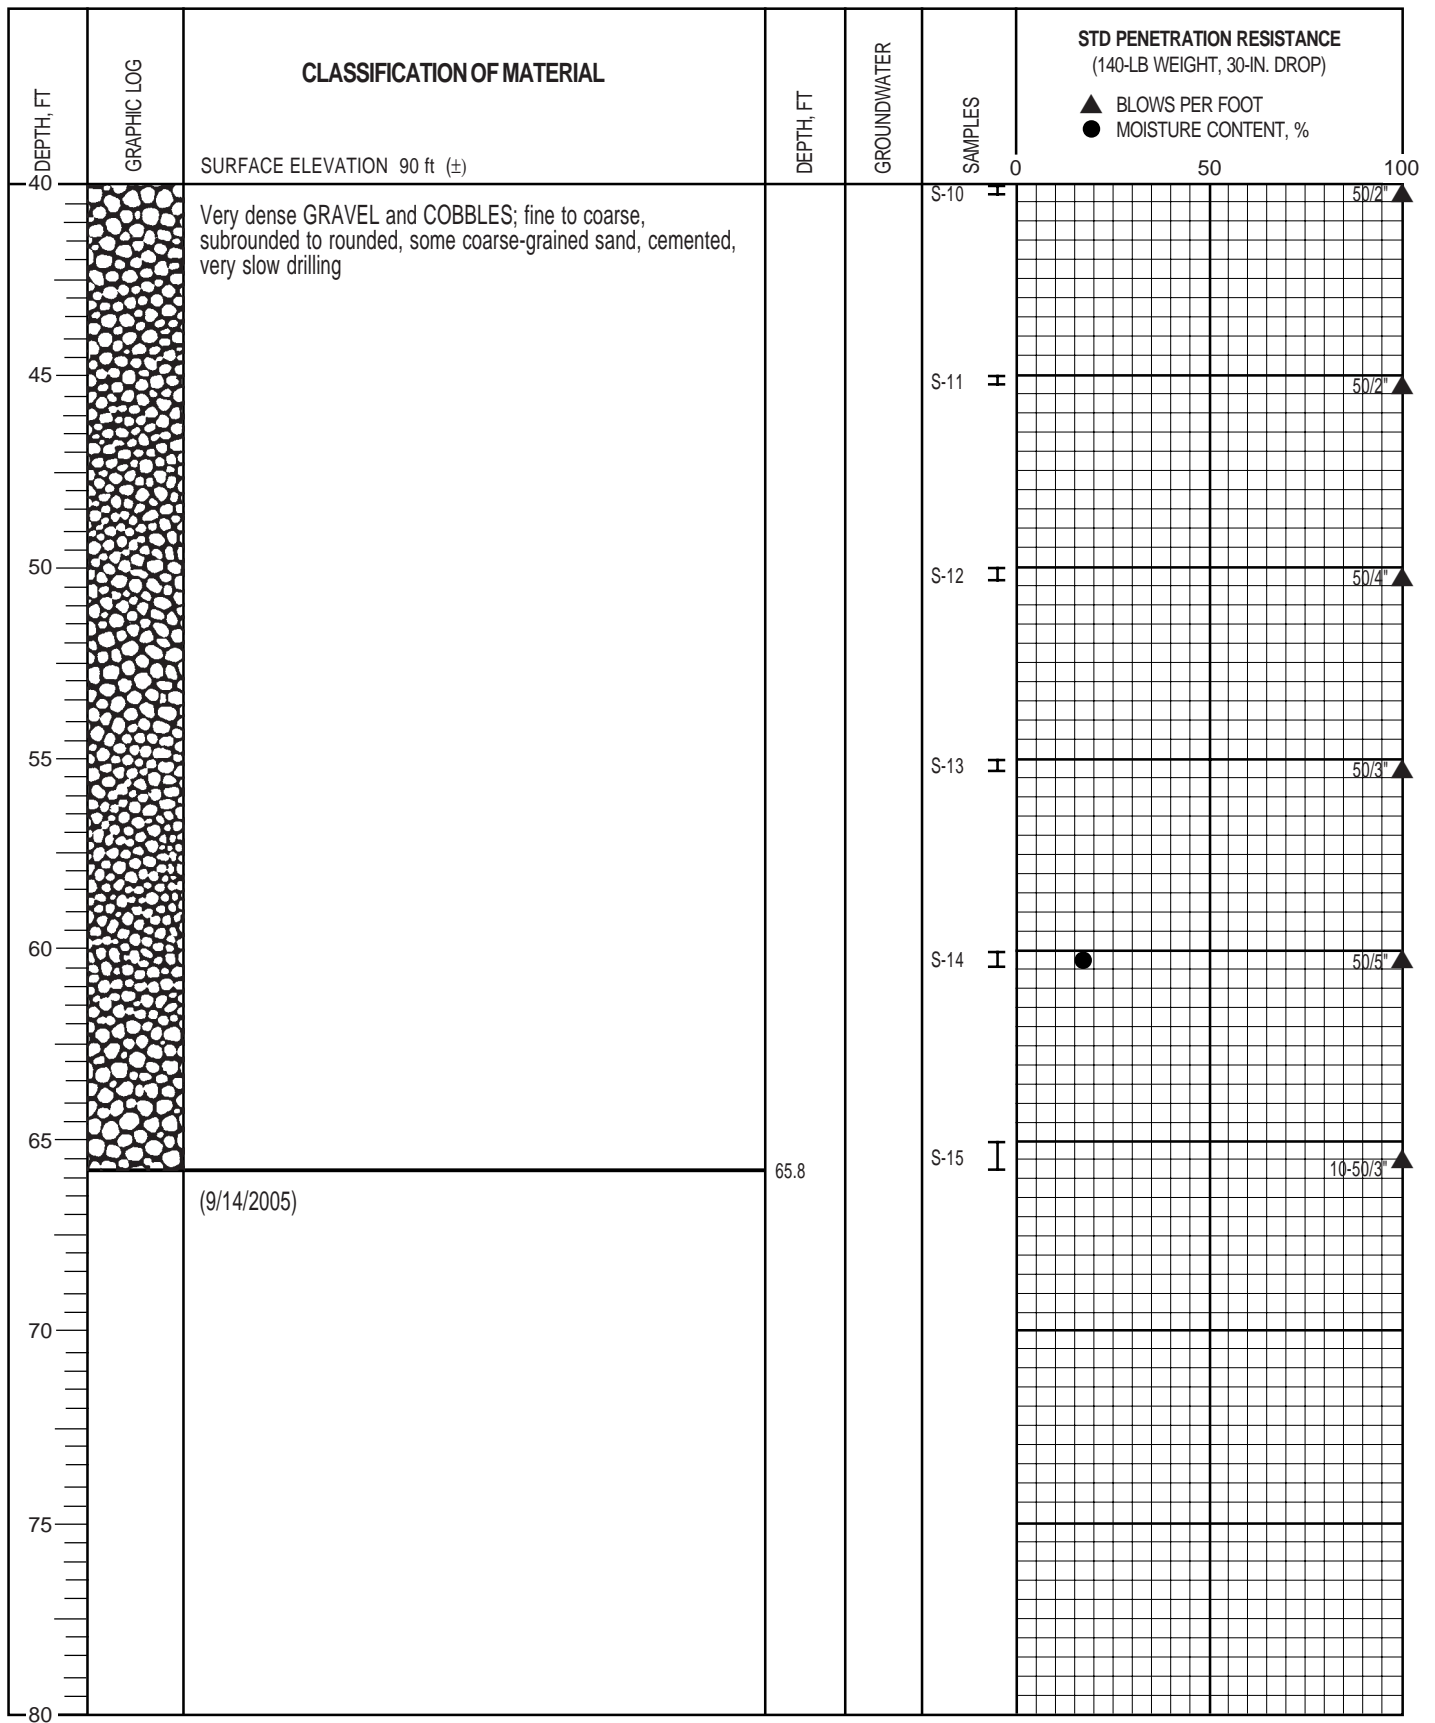 DEPTH, FT
GRAPHIC LOG
CLASSIFICATION OF MATERIAL
SURFACE ELEVATION 90 ft (±)
DEPTH, FT
GROUNDWATER
SAMPLES
STD PENETRATION RESISTANCE
(140-LB WEIGHT, 30-IN. DROP)
▲ BLOWS PER FOOT
● MOISTURE CONTENT, %
0 50 100
40
Very dense GRAVEL and COBBLES; fine to coarse,
subrounded to rounded, some coarse-grained sand, cemented,
very slow drilling
S-10 50/2"
45 S-11 50/2"
50 S-12 50/4"
55 S-13 50/3"
60 S-14 50/5"
65 S-15 10-50/3"
65.8
(9/14/2005)
70
75
80